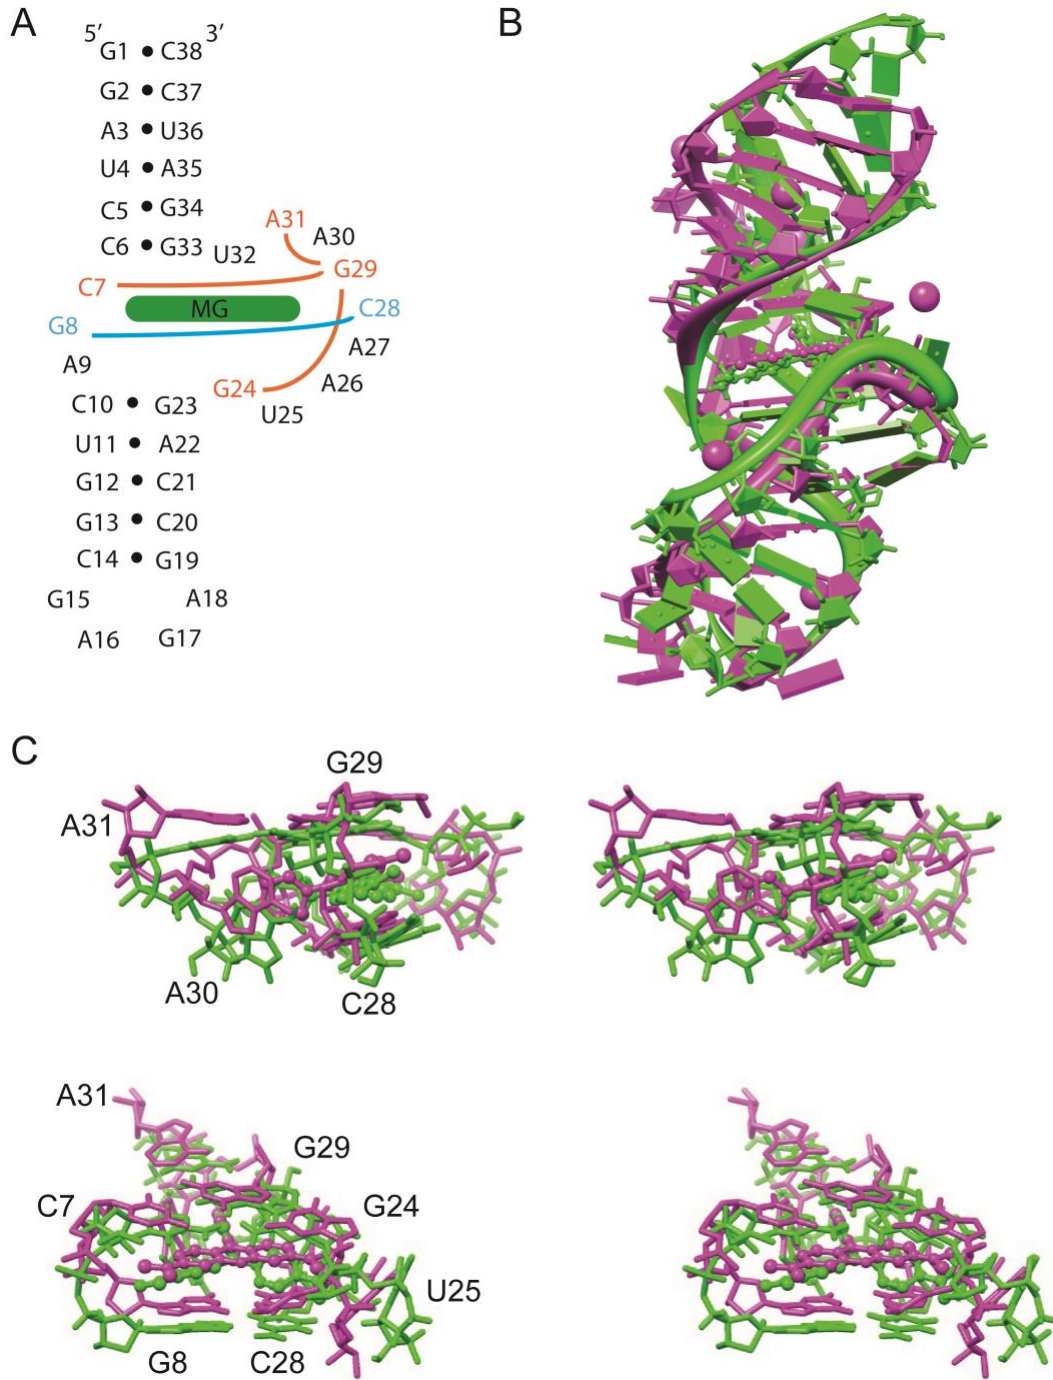 A
B
5′ 3′
G1 ● C38
G2 ● C37
A3 ● U36
U4 ● A35
C5 ● G34
C6 ● G33
U32
A31
A30
C7
G29
MG
G8
C28
A9
A27
G24
A26
C10 ● G23
U25
U11 ● A22
G12 ● C21
G13 ● C20
C14 ● G19
G15 A18
A16 G17
C
G29
A31
A30
C28
A31
G29
C7
G24
U25
G8
C28